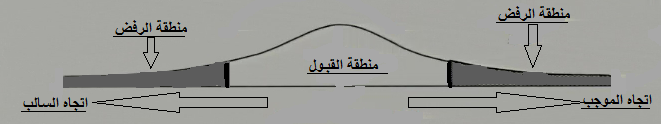 منطقة الرفض
منطقة الرفض
منطقة القبول
اتجاه الموجب
اتجاه السالب